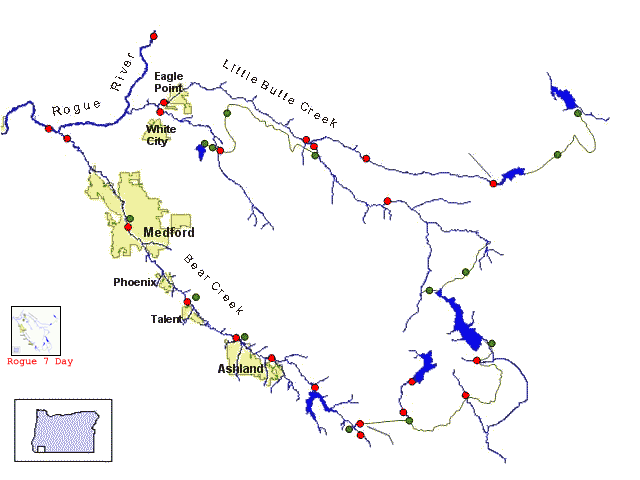 Rogue River
Eagle
Point
Little Butte Creek
White
City
Medford
Bear Creek
Phoenix
Talent
Ashland
Rogue 7 Day